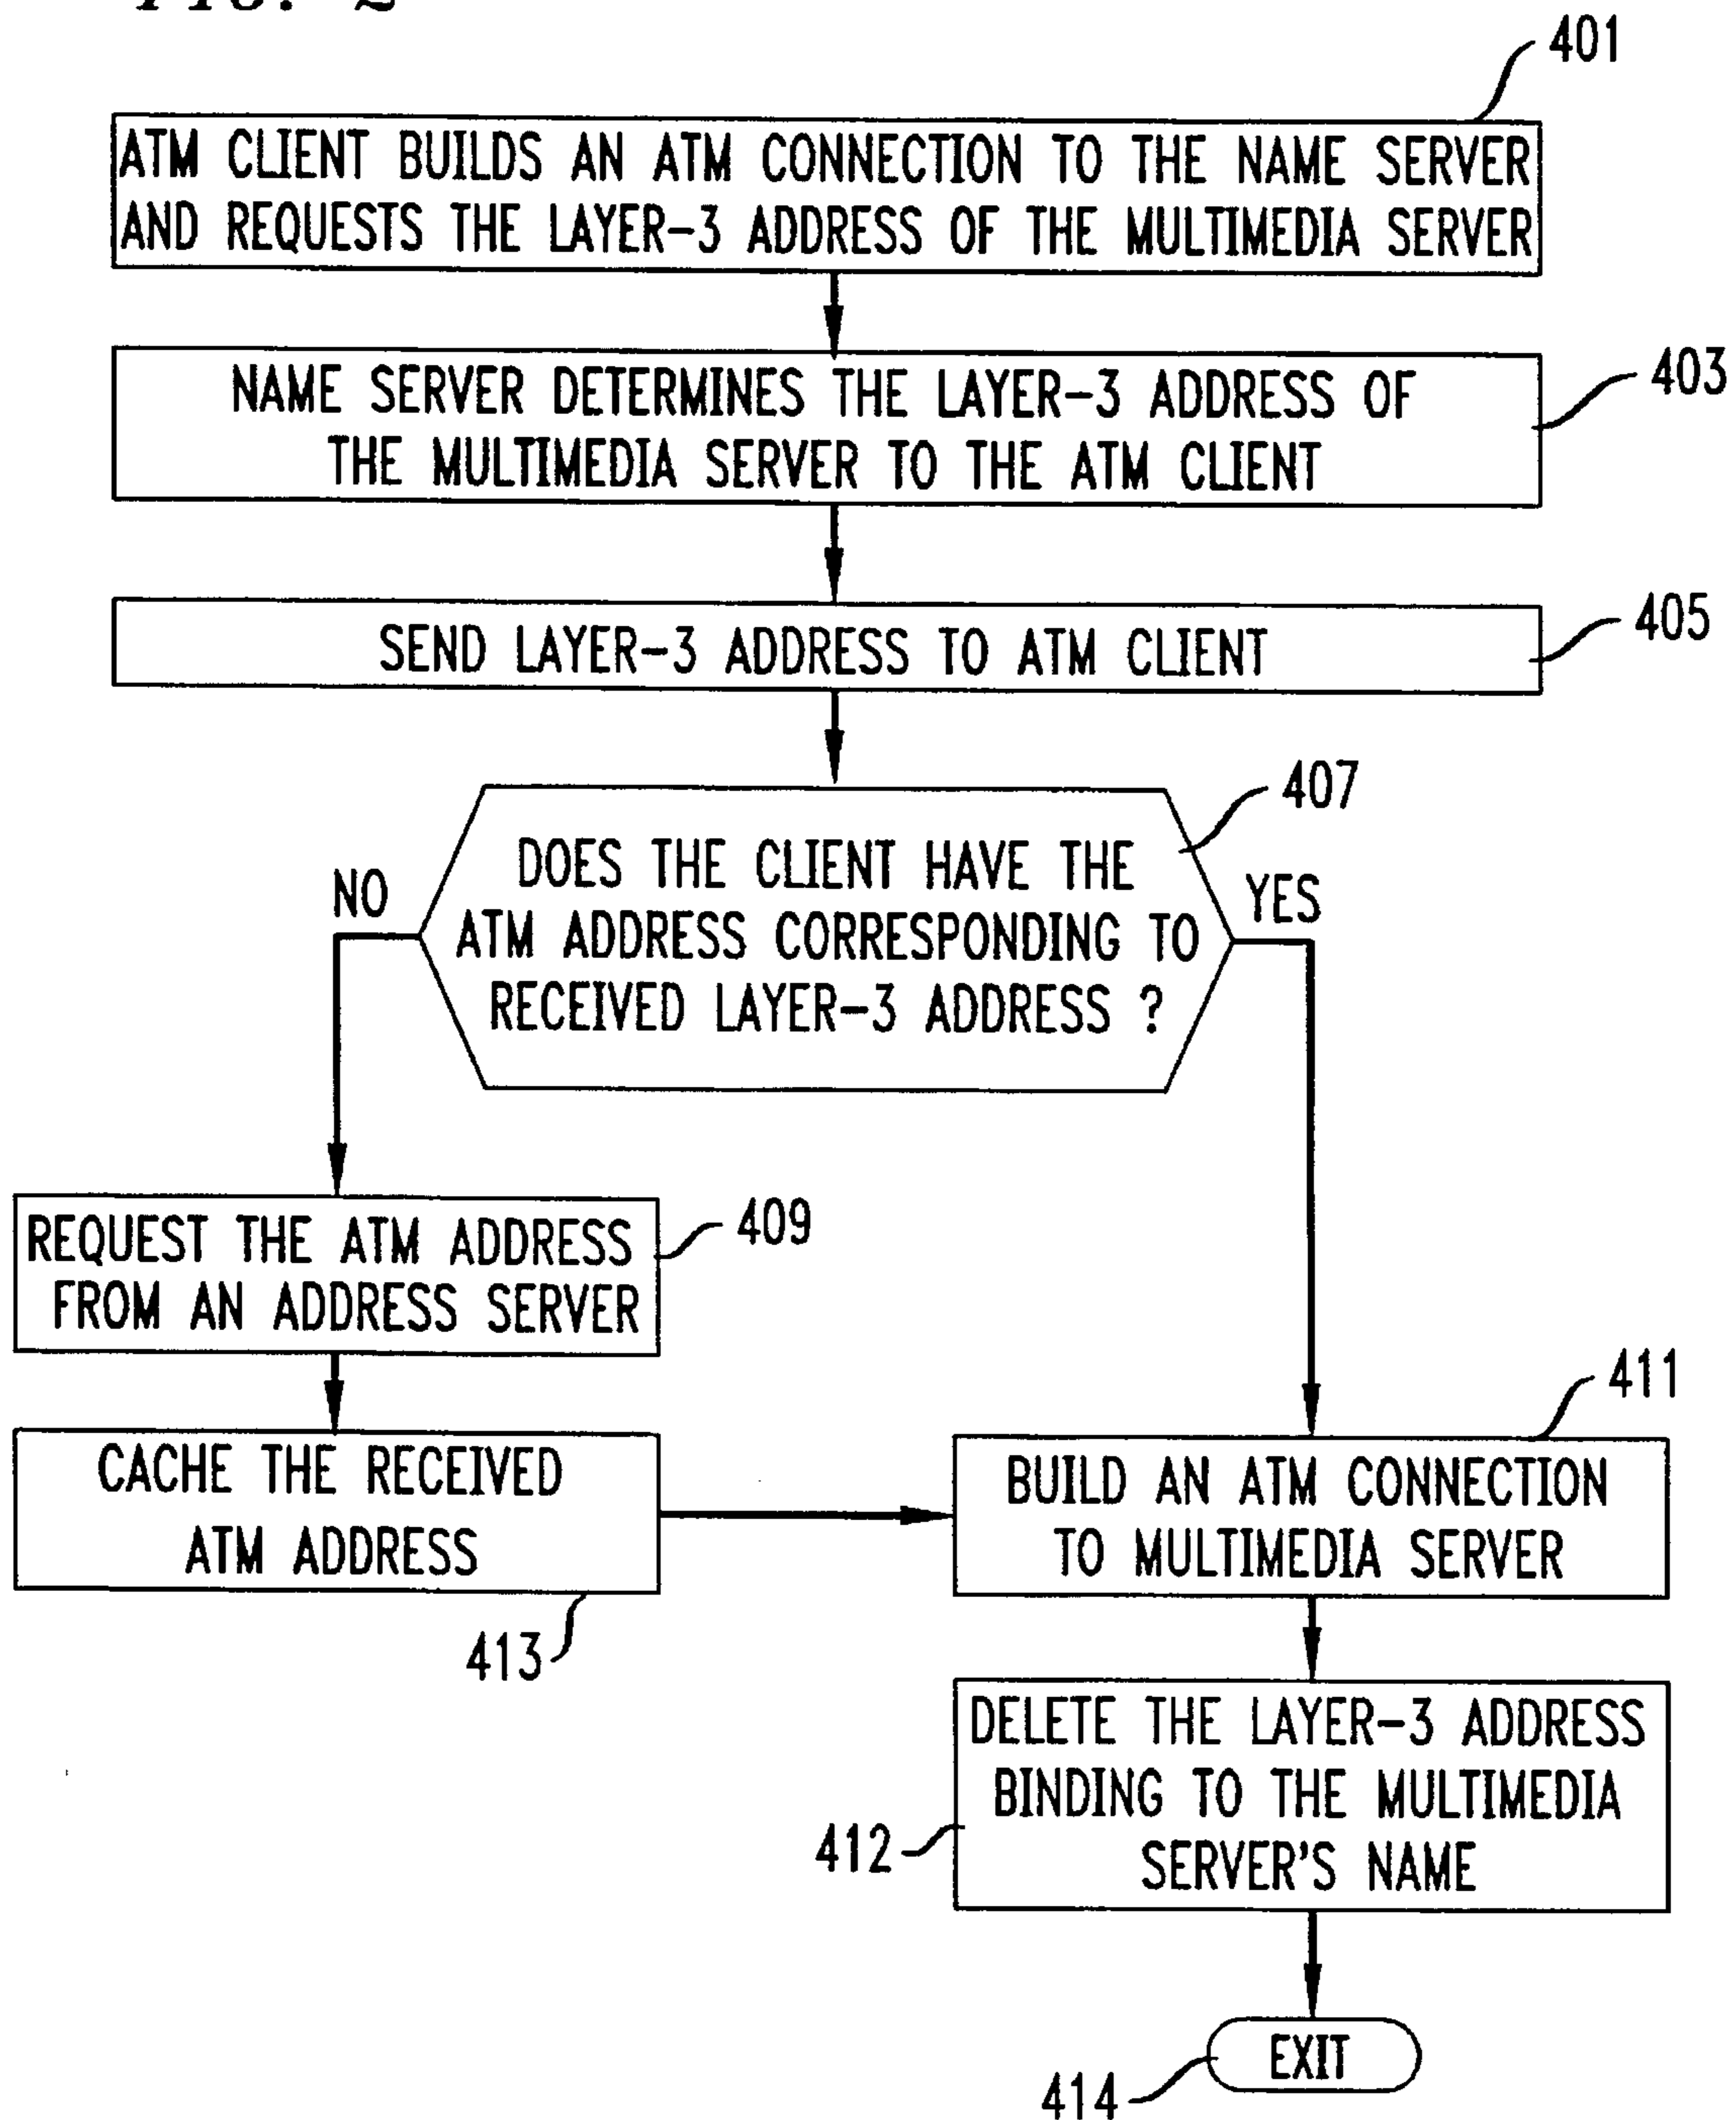 FIG. 2
401
ATM CLIENT BUILDS AN ATM CONNECTION TO THE NAME SERVER
AND REQUESTS THE LAYER-3 ADDRESS OF THE MULTIMEDIA SERVER
403
NAME SERVER DETERMINES THE LAYER-3 ADDRESS OF
THE MULTIMEDIA SERVER TO THE ATM CLIENT
405
SEND LAYER-3 ADDRESS TO ATM CLIENT
407
DOES THE CLIENT HAVE THE
ATM ADDRESS CORRESPONDING TO
RECEIVED LAYER-3 ADDRESS ?
NO
YES
REQUEST THE ATM ADDRESS
FROM AN ADDRESS SERVER
409
CACHE THE RECEIVED
ATM ADDRESS
413
411
BUILD AN ATM CONNECTION
TO MULTIMEDIA SERVER
DELETE THE LAYER-3 ADDRESS
BINDING TO THE MULTIMEDIA
SERVER'S NAME
412
EXIT
414